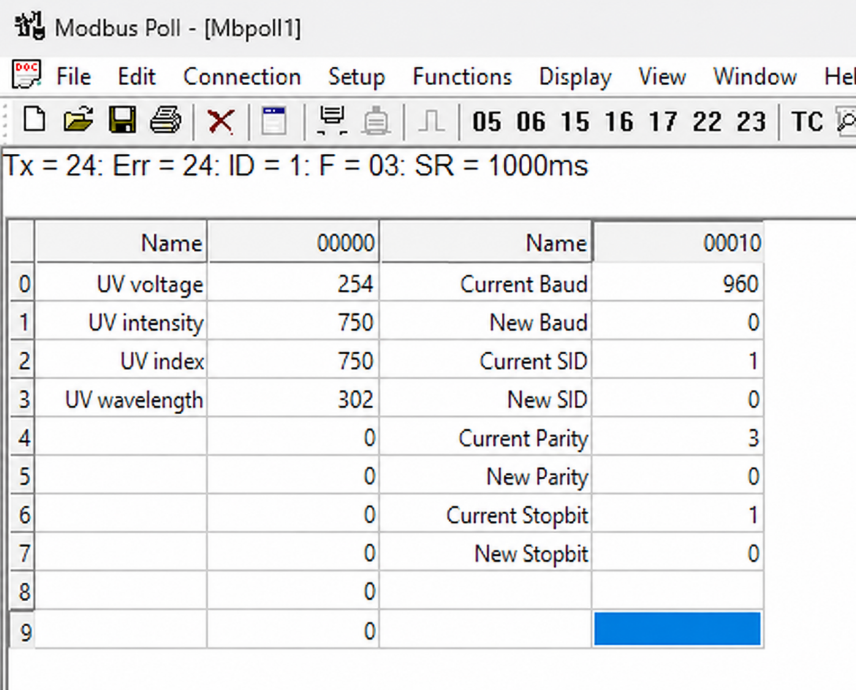 Modbus Poll - [Mbpoll1]
DOC File Edit Connection Setup Functions Display View Window Hel
05 06 15 16 17 22 23 TC
Tx = 24: Err = 24: ID = 1: F = 03: SR = 1000ms
Name 00000 Name 00010
0 UV voltage 254 Current Baud 960
1 UV intensity 750 New Baud 0
2 UV index 750 Current SID 1
3 UV wavelength 302 New SID 0
4 0 Current Parity 3
5 0 New Parity 0
6 0 Current Stopbit 1
7 0 New Stopbit 0
8 0
9 0